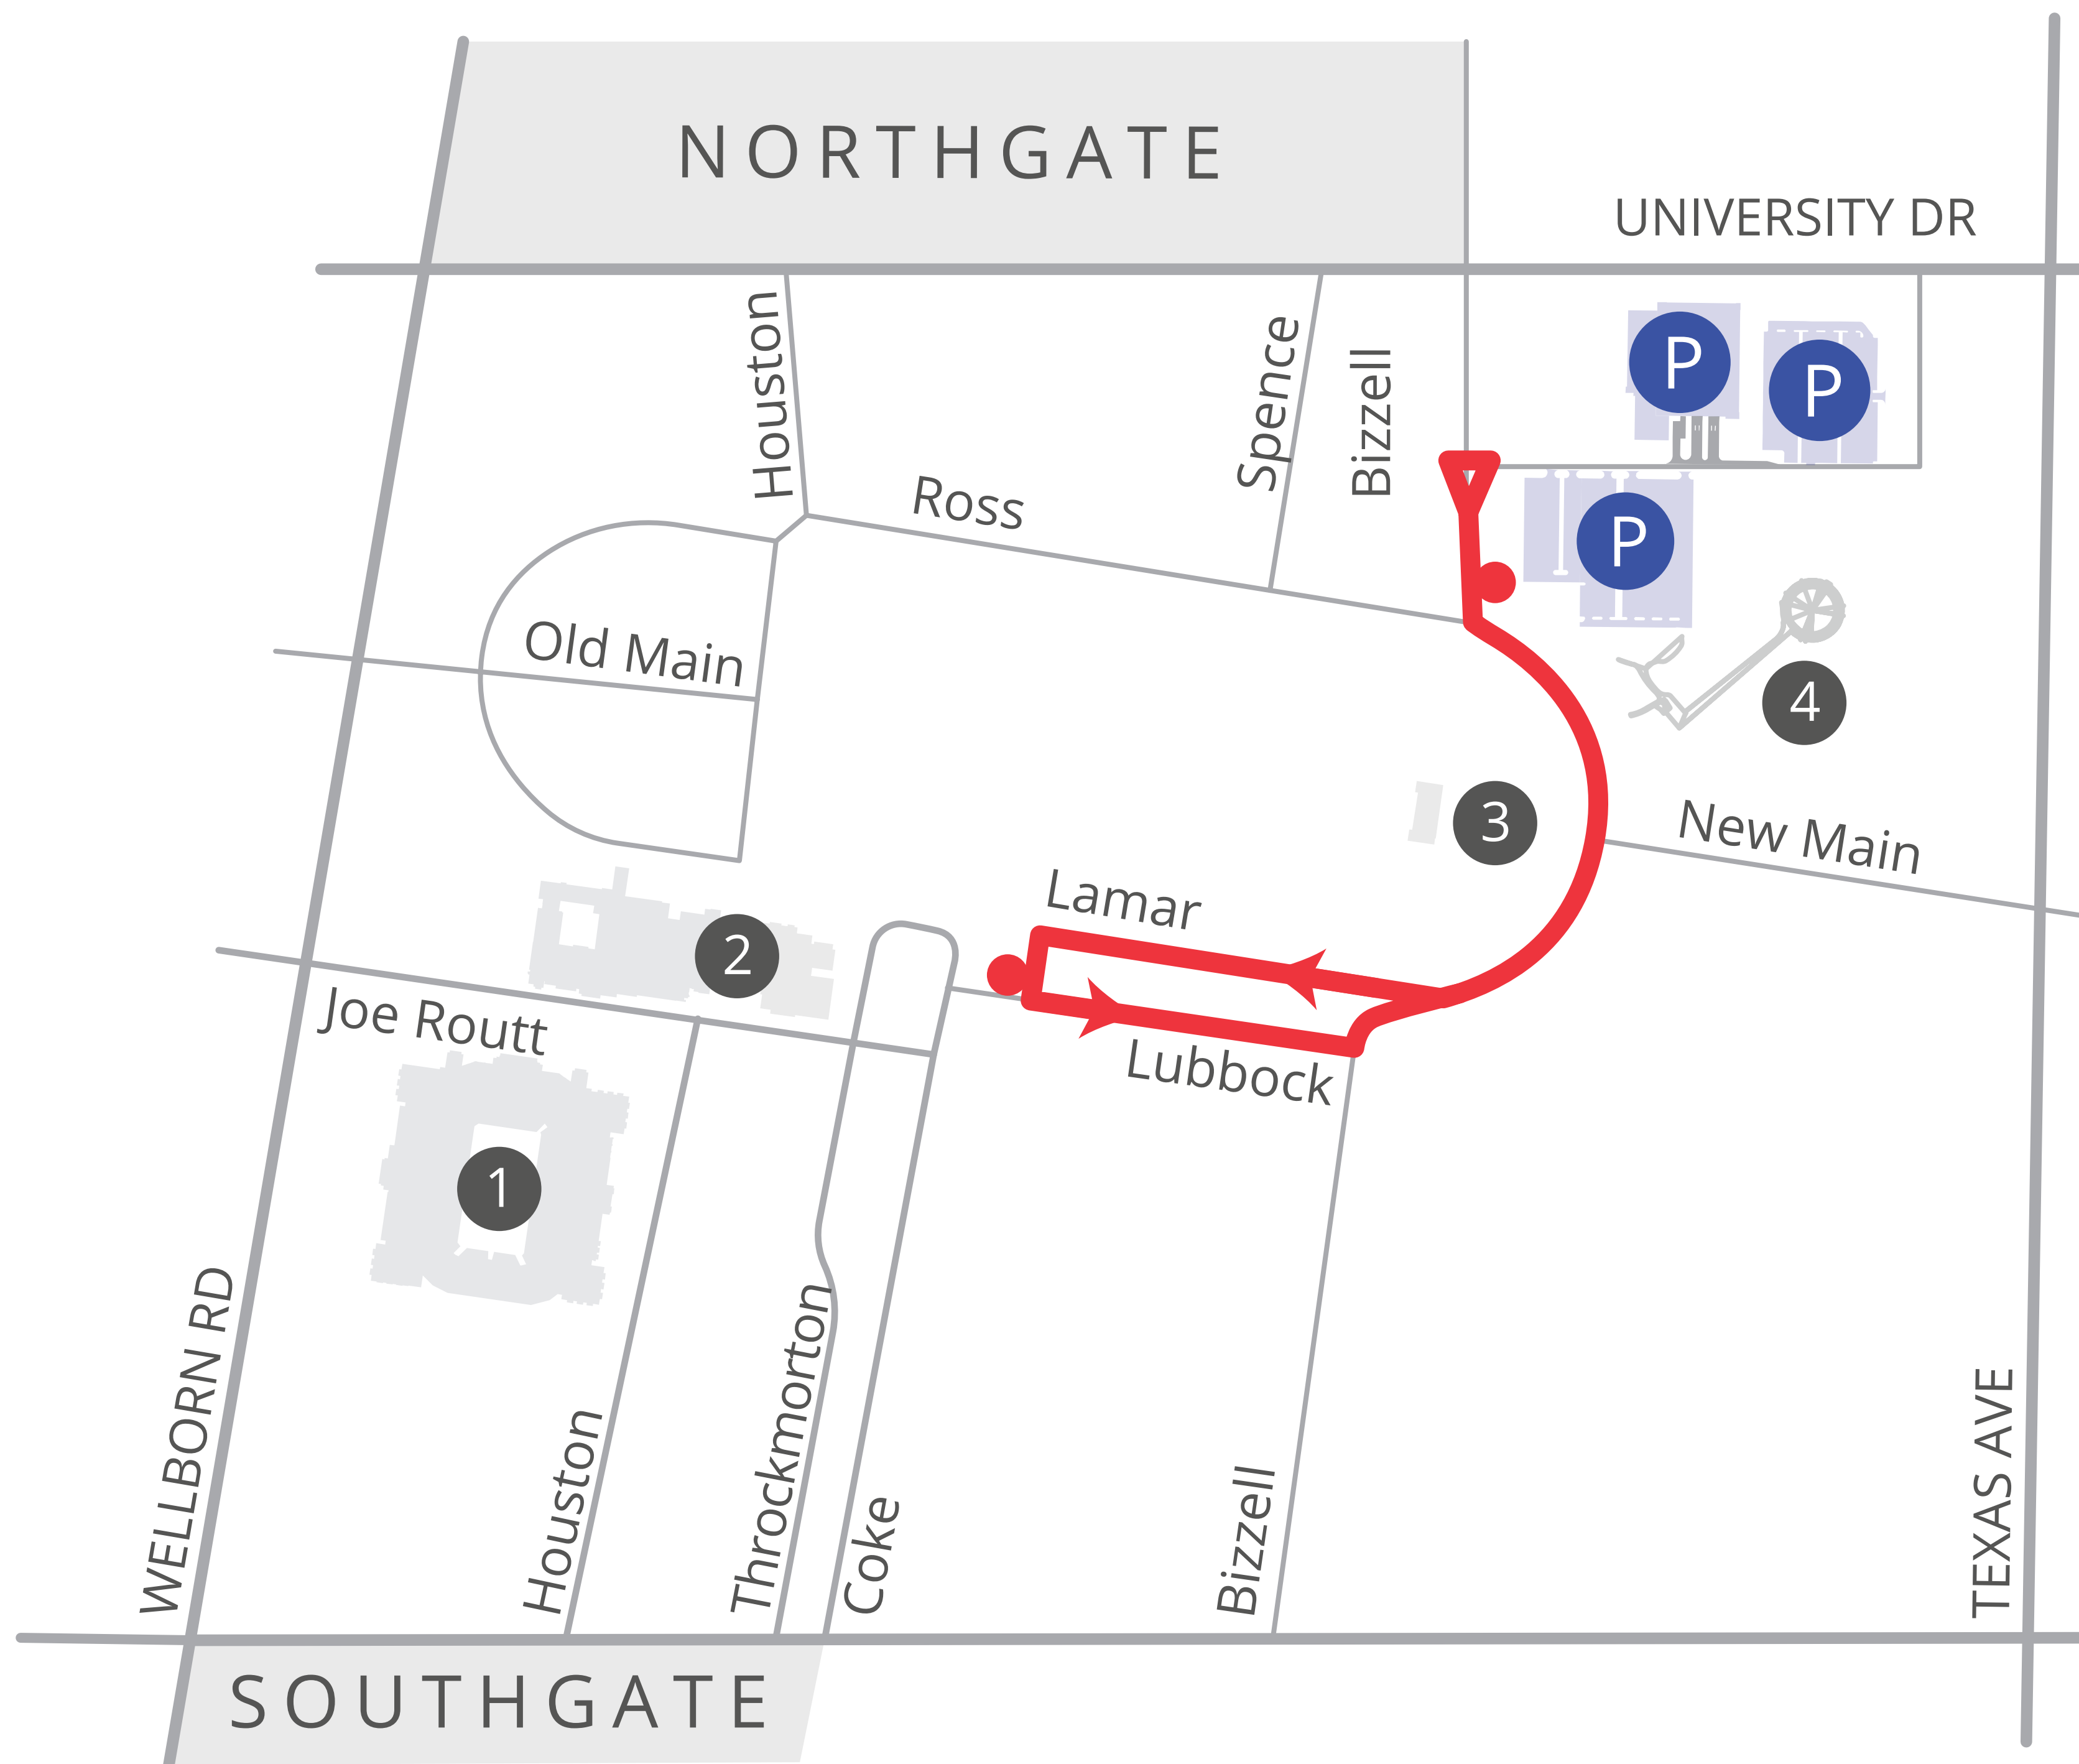 NORTHGATE
UNIVERSITY DR
Houston
Spence
Bizzell
P
P
Ross
P
Old Main
4
3
New Main
Lamar
2
Joe Routt
Lubbock
1
WELLBORN RD
Houston
Throckmorton
Coke
Bizzell
TEXAS AVE
SOUTHGATE